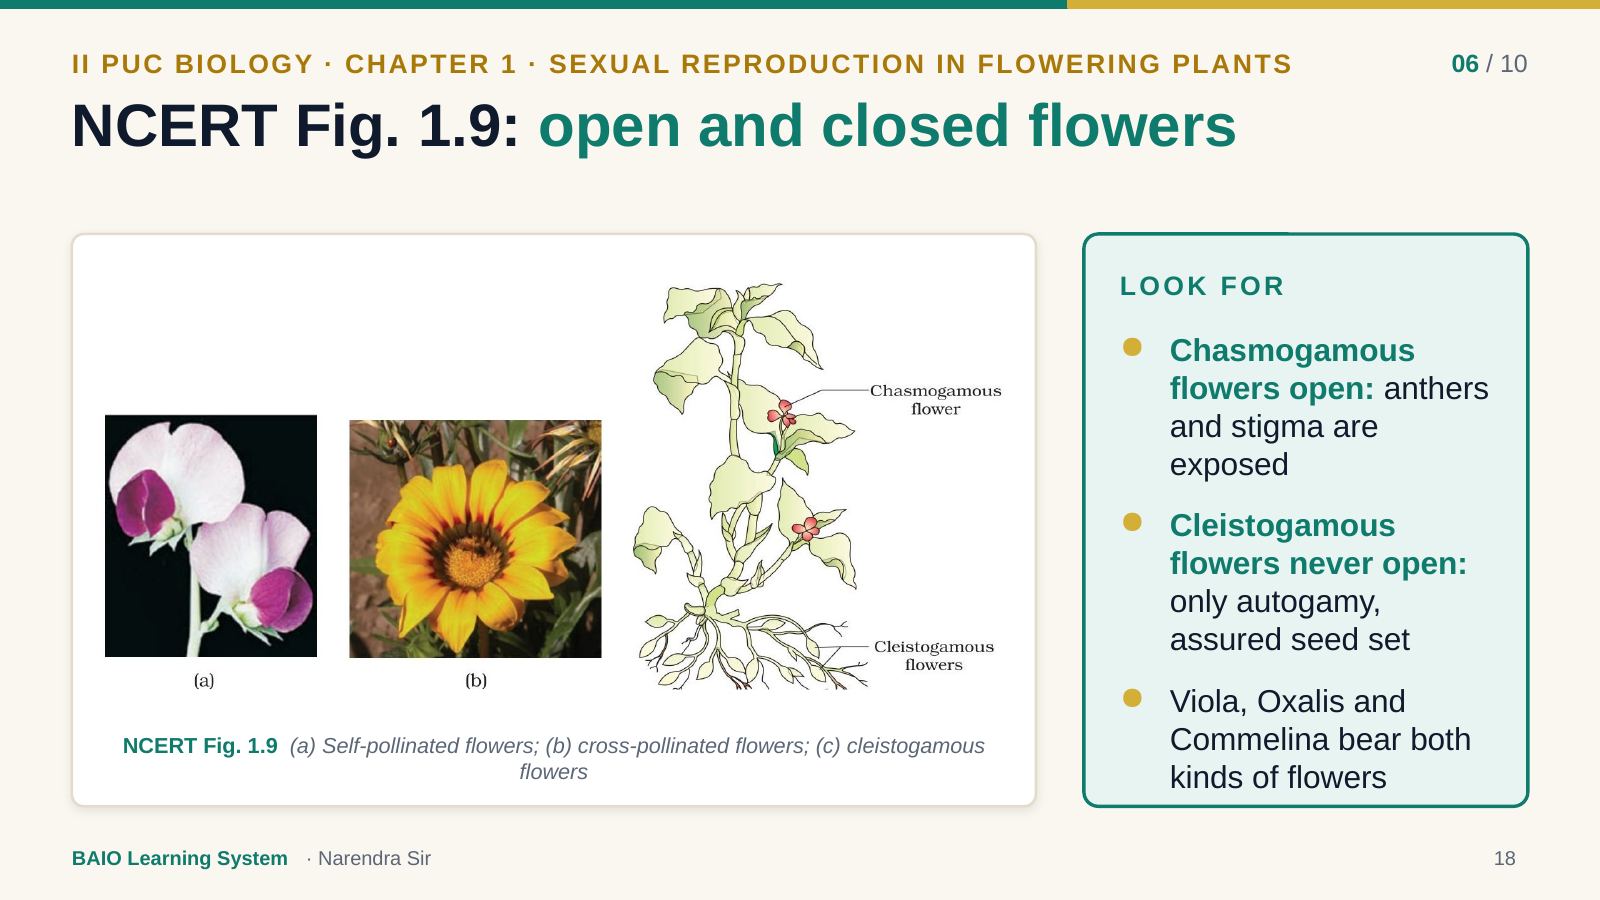 II PUC BIOLOGY · CHAPTER 1 · SEXUAL REPRODUCTION IN FLOWERING PLANTS
06 / 10
NCERT Fig. 1.9: open and closed flowers
Chasmogamous
flower
Cleistogamous
flowers
(a)
(b)
NCERT Fig. 1.9 (a) Self-pollinated flowers; (b) cross-pollinated flowers; (c) cleistogamous
flowers
LOOK FOR
Chasmogamous
flowers open: anthers
and stigma are
exposed
Cleistogamous
flowers never open:
only autogamy,
assured seed set
Viola, Oxalis and
Commelina bear both
kinds of flowers
BAIO Learning System · Narendra Sir
18